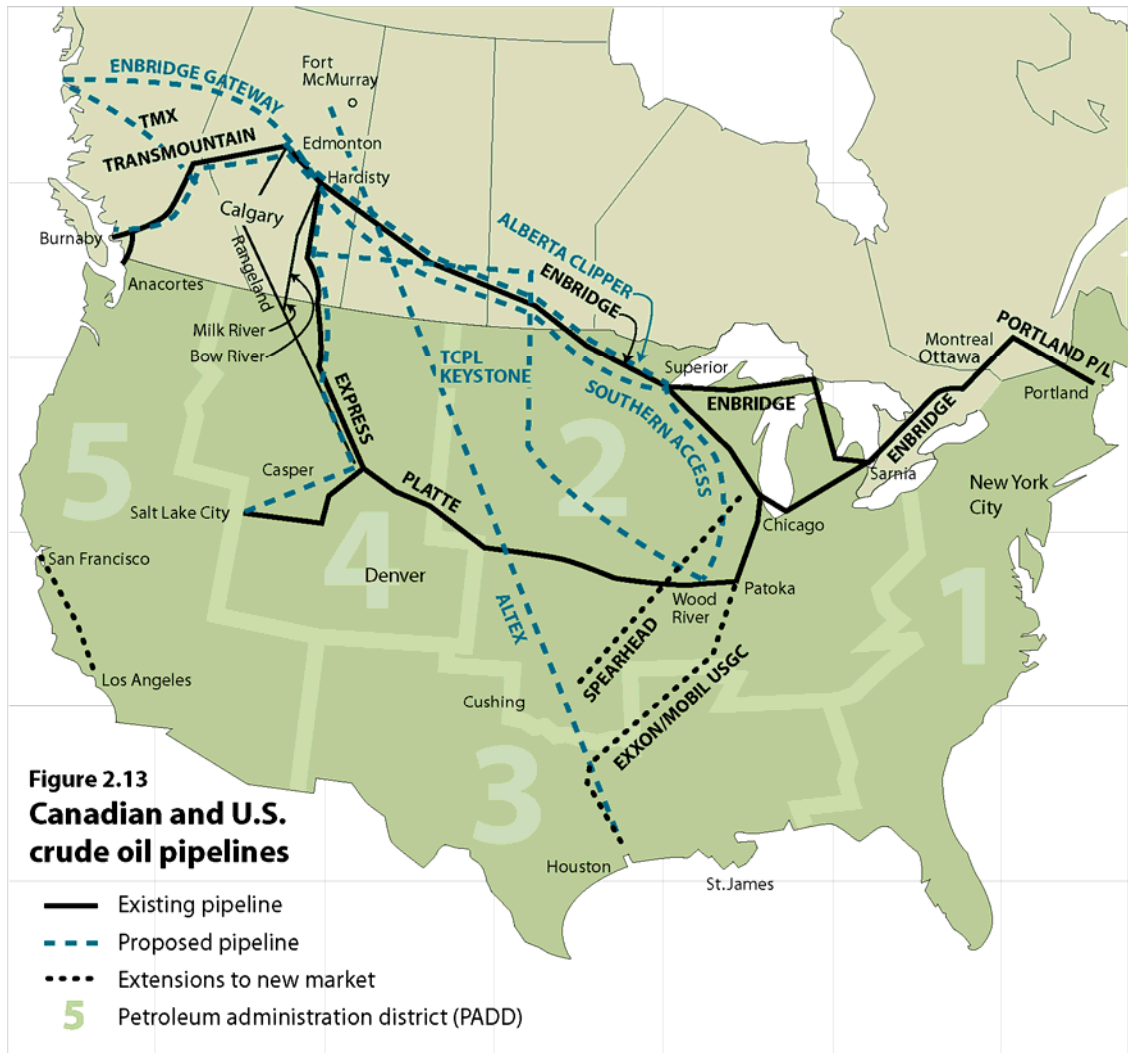 Fort
McMurray
ENBRIDGE GATEWAY
TMX
TRANSMOUNTAIN
Edmonton
Hardisty
Calgary
Burnaby
Rangeland
ALBERTA CLIPPER
ENBRIDGE
Anacortes
Milk River
Bow River
TCPL
KEYSTONE
Superior
Montreal
Ottawa
PORTLAND P/L
Portland
EXPRESS
SOUTHERN ACCESS
ENBRIDGE
ENBRIDGE
Sarnia
5
2
Casper
PLATTE
New York
City
Salt Lake City
Chicago
San Francisco
4
Denver
Wood
River
Patoka
1
ALTEX
SPEARHEAD
EXXON/MOBIL USGC
Los Angeles
Cushing
3
Houston
St.James
Figure 2.13
Canadian and U.S.
crude oil pipelines
Existing pipeline
Proposed pipeline
Extensions to new market
5 Petroleum administration district (PADD)